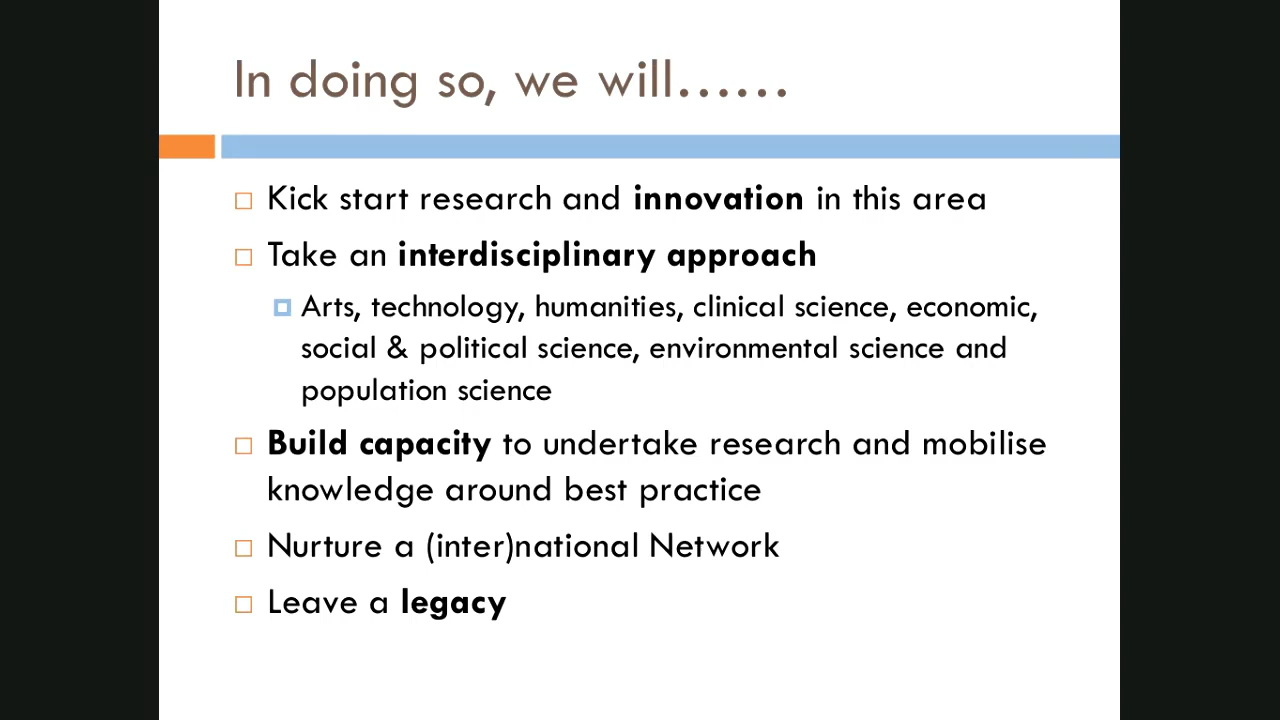 In doing so, we will......
Kick start research and innovation in this area
Take an interdisciplinary approach
Arts, technology, humanities, clinical science, economic,
social & political science, environmental science and
population science
Build capacity to undertake research and mobilise
knowledge around best practice
Nurture a (inter)national Network
Leave a legacy